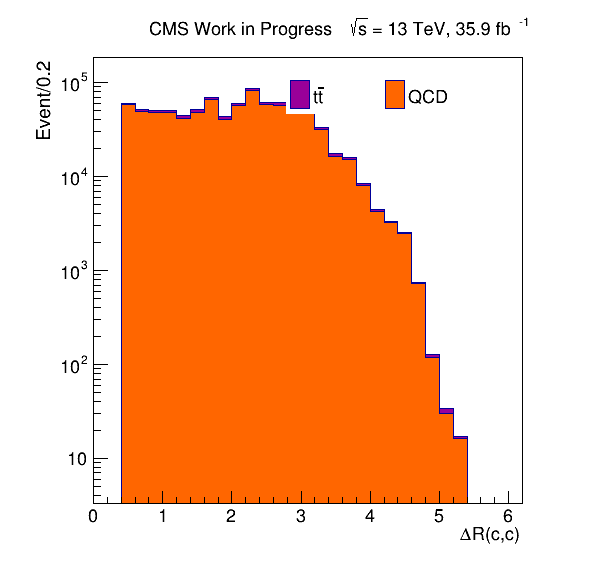 CMS Work in Progress √s = 13 TeV, 35.9 fb ⁻¹
Event/0.2
tt̄
QCD
10⁵
10⁴
10³
10²
10
0 1 2 3 4 5 6
ΔR(c,c)